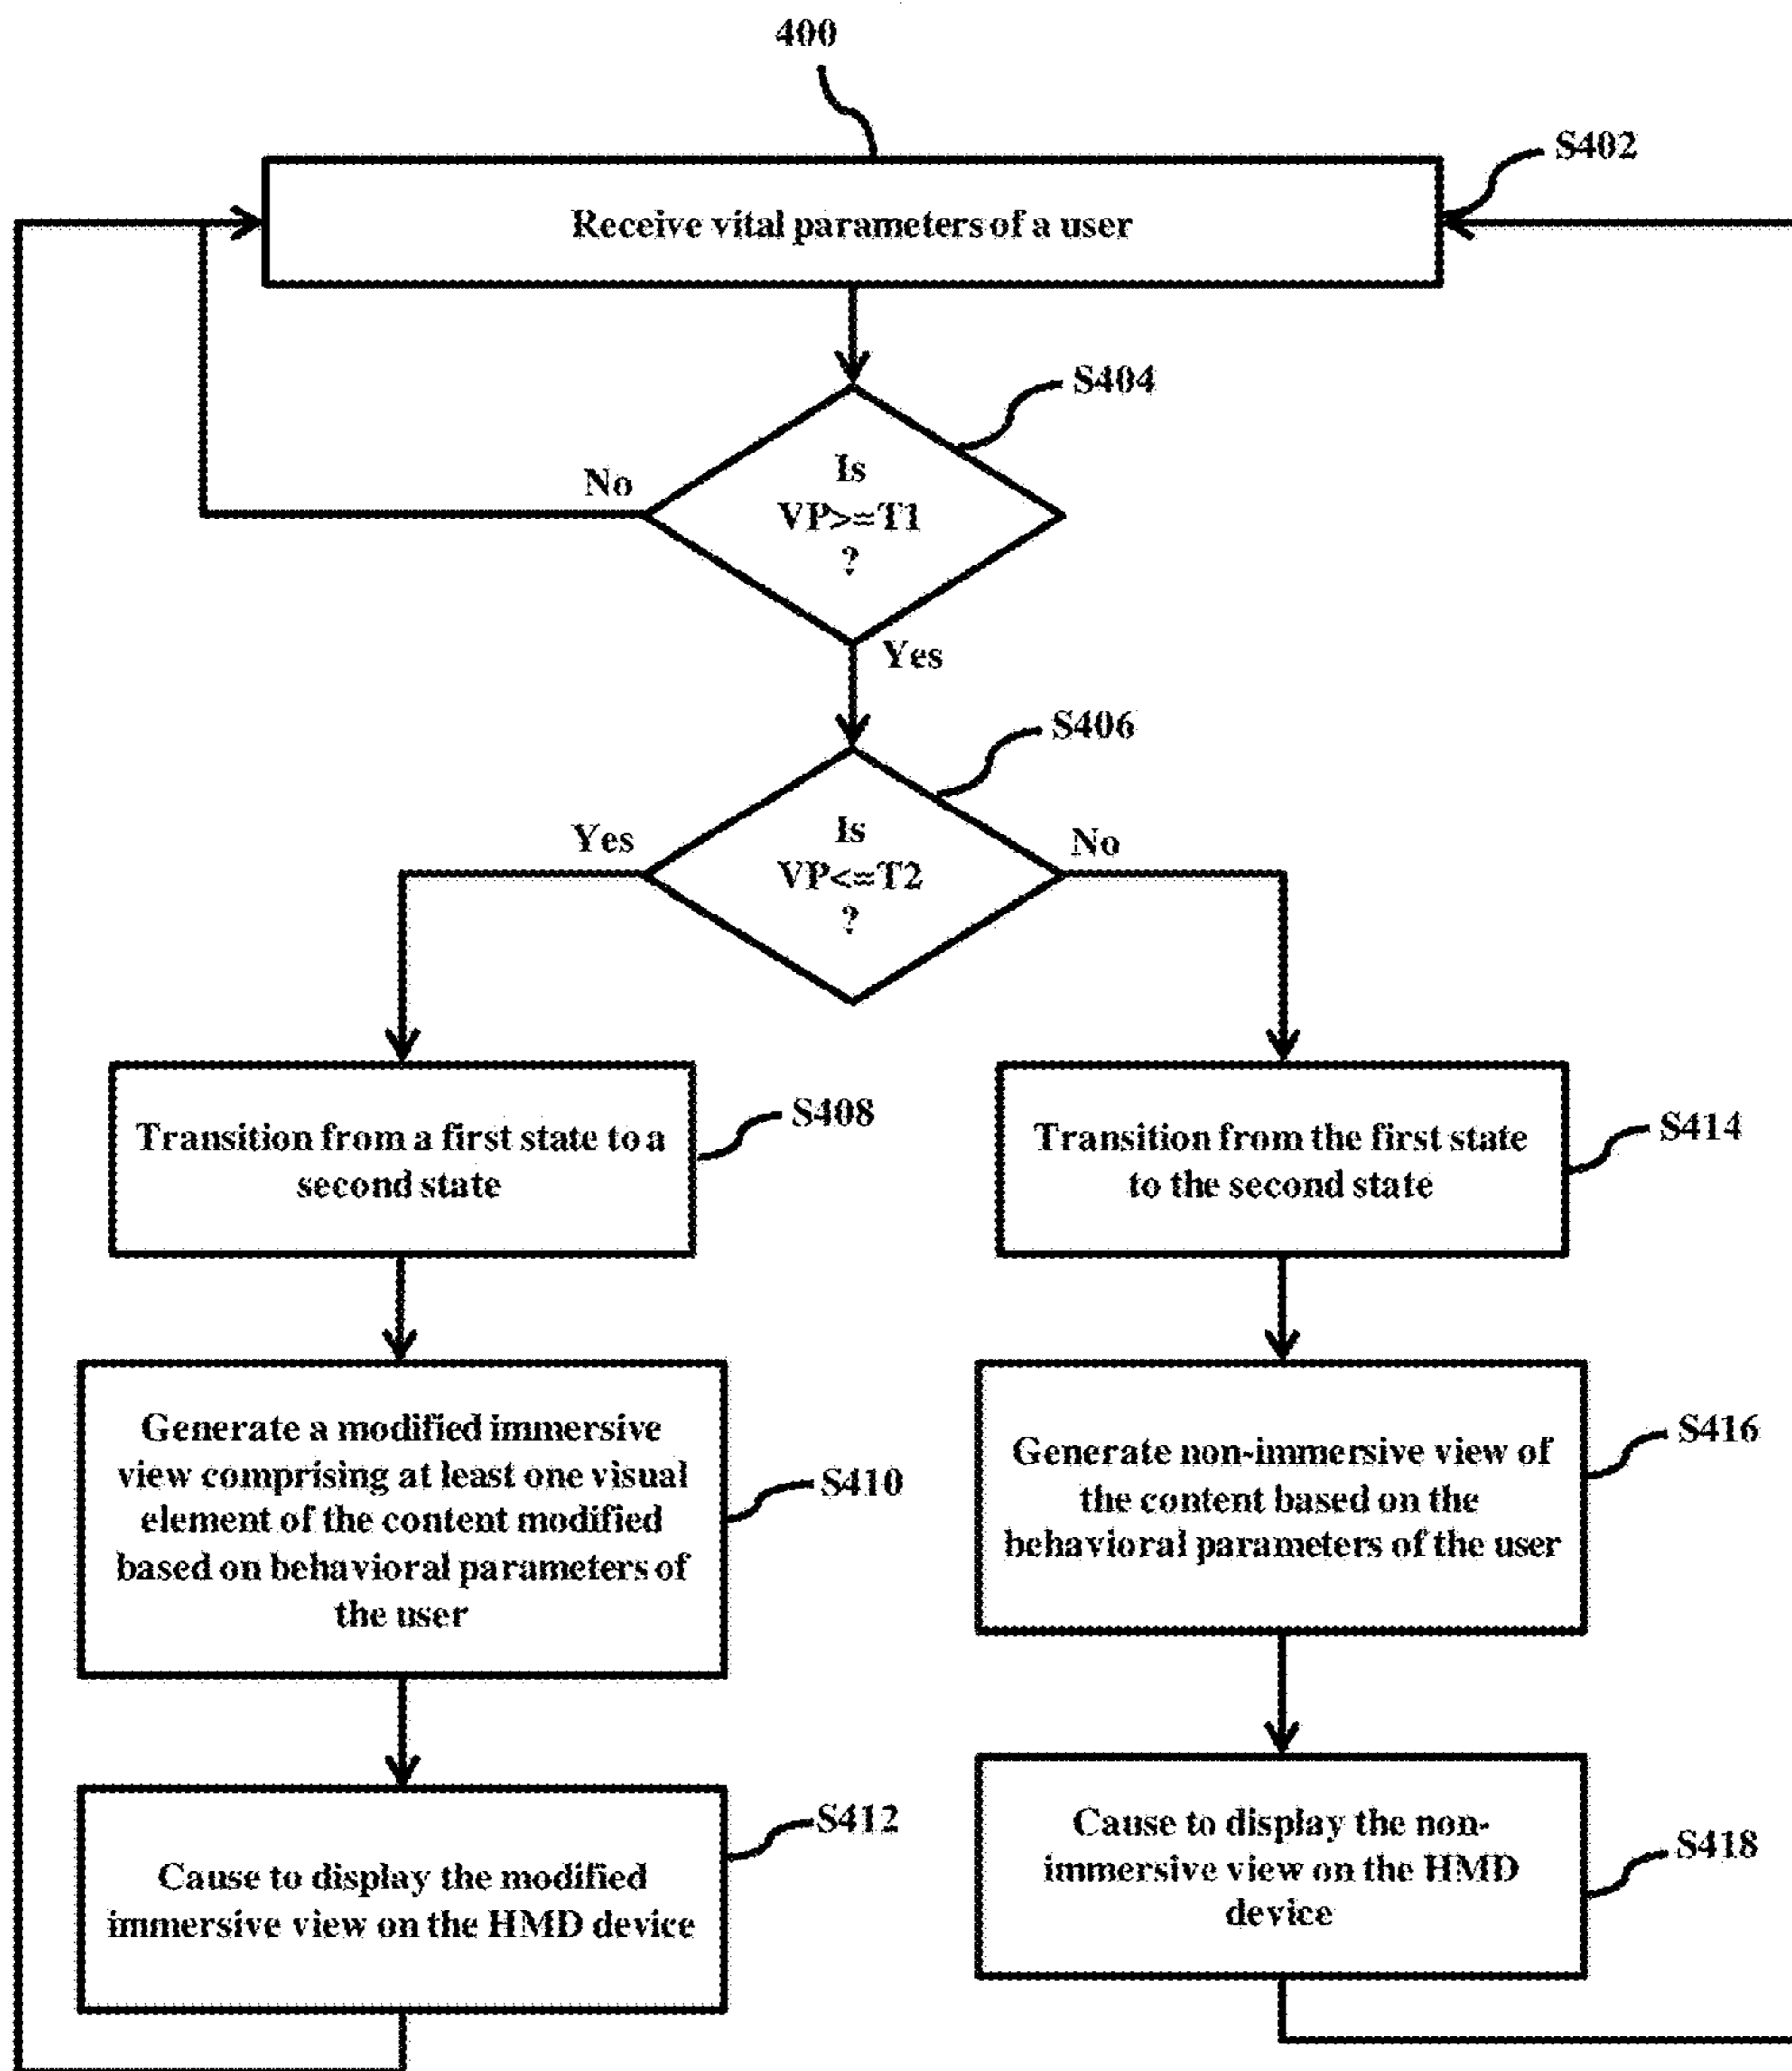 400
S402
Receive vital parameters of a user
S404
Is
VP>=T1
?
No
Yes
S406
Is
VP<=T2
?
Yes
No
Transition from a first state to a
second state
S408
Transition from the first state
to the second state
S414
Generate a modified immersive
view comprising at least one visual
element of the content modified
based on behavioral parameters of
the user
S410
Generate non-immersive view of
the content based on the
behavioral parameters of the user
S416
Cause to display the modified
immersive view on the HMD device
S412
Cause to display the non-
immersive view on the HMD
device
S418